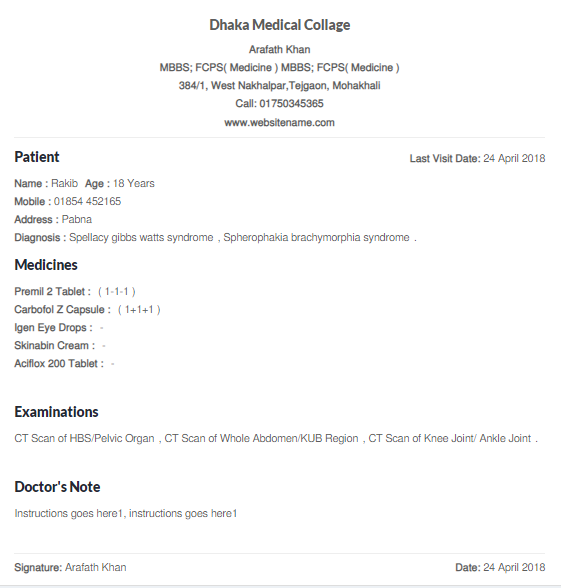 Dhaka Medical Collage
Arafath Khan
MBBS; FCPS( Medicine ) MBBS; FCPS( Medicine )
384/1, West Nakhalpar,Tejgaon, Mohakhali
Call: 01750345365
www.websitename.com
Patient
Last Visit Date: 24 April 2018
Name : Rakib Age : 18 Years
Mobile : 01854 452165
Address : Pabna
Diagnosis : Spellacy gibbs watts syndrome , Spherophakia brachymorphia syndrome .
Medicines
Premil 2 Tablet : ( 1-1-1 )
Carbofol Z Capsule : ( 1+1+1 )
Igen Eye Drops : -
Skinabin Cream : -
Aciflox 200 Tablet : -
Examinations
CT Scan of HBS/Pelvic Organ , CT Scan of Whole Abdomen/KUB Region , CT Scan of Knee Joint/ Ankle Joint .
Doctor's Note
Instructions goes here1, instructions goes here1
Signature: Arafath Khan
Date: 24 April 2018